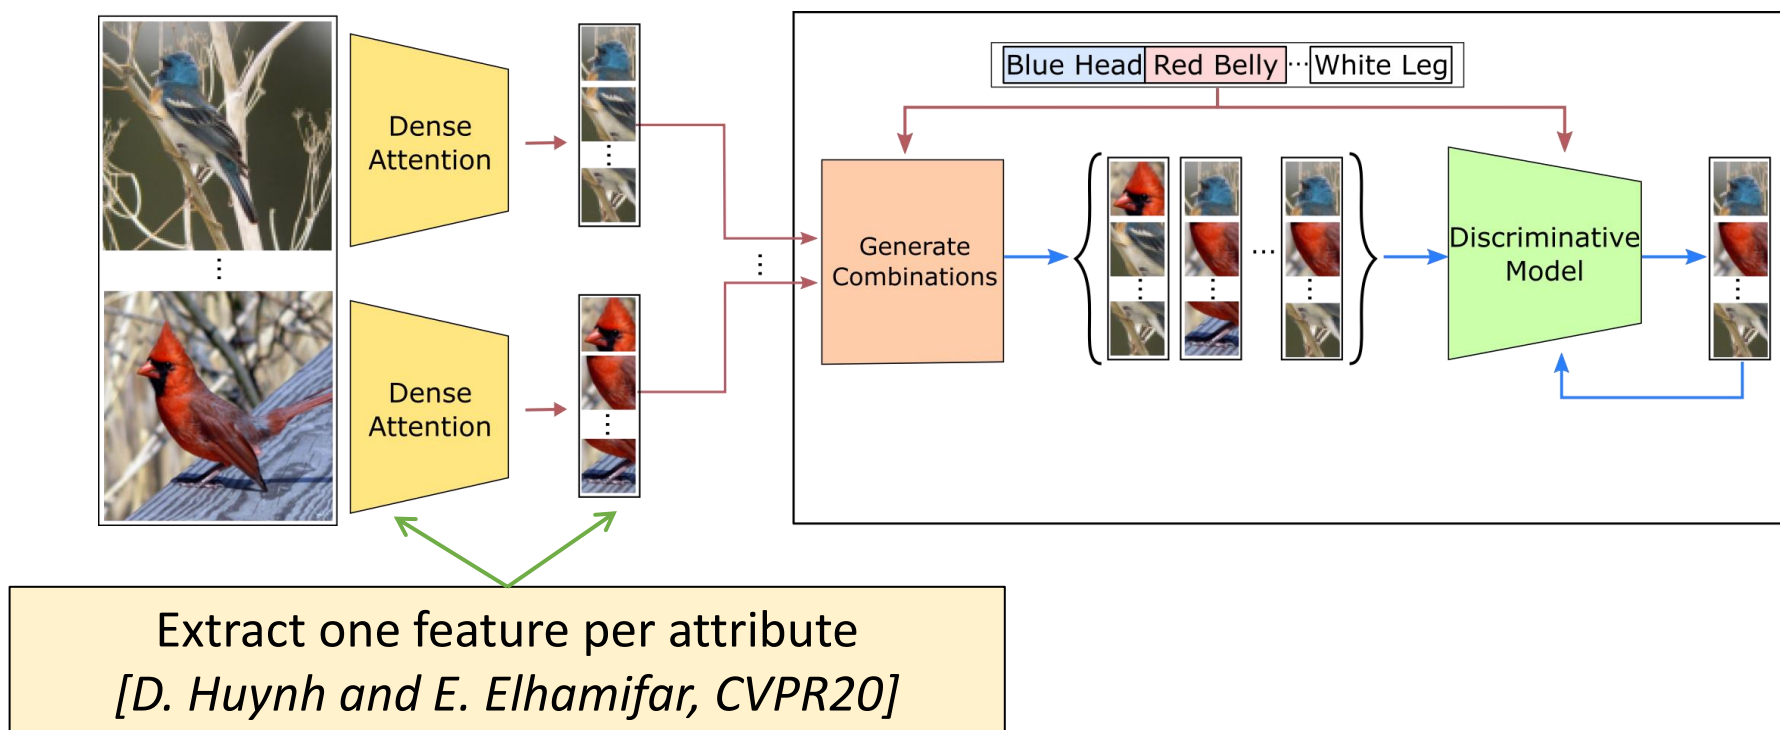 Dense
Attention
Dense
Attention
Blue Head Red Belly ... White Leg
Generate
Combinations
Discriminative
Model
Extract one feature per attribute
[D. Huynh and E. Elhamifar, CVPR20]